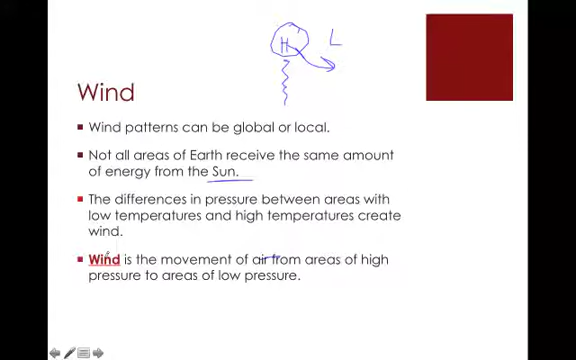 H L
Wind
Wind patterns can be global or local.
Not all areas of Earth receive the same amount
of energy from the Sun.
The differences in pressure between areas with
low temperatures and high temperatures create
wind.
Wind is the movement of air from areas of high
pressure to areas of low pressure.